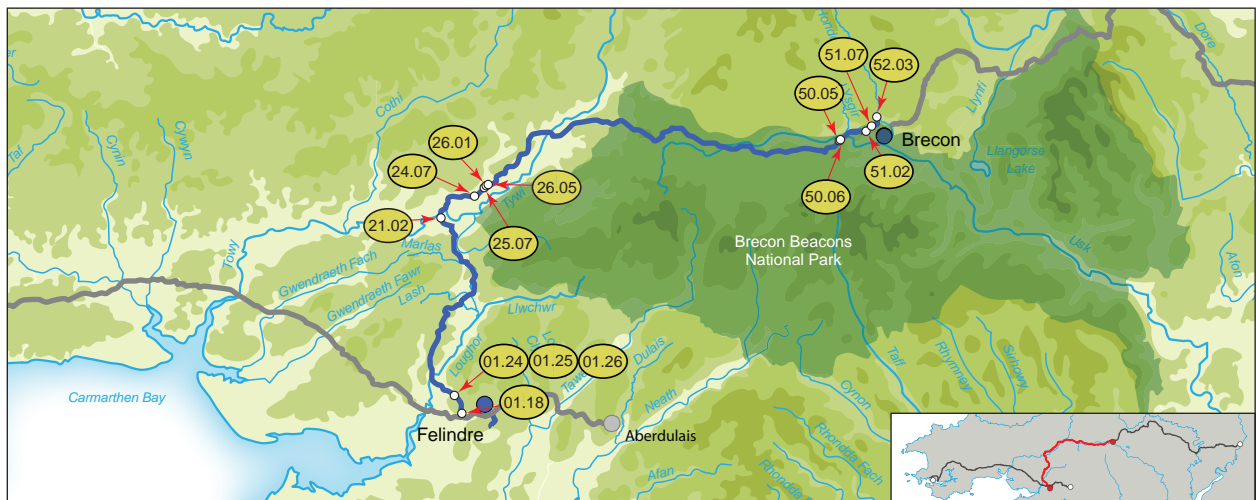 Dore
51.07
52.03
Llynfi
50.05
Ysgir
Cothi
Cynin
Cywyn
Taf
26.01
Brecon
24.07
26.05
Llangorse
Lake
51.02
Tywi
50.06
21.02
25.07
Brecon Beacons
National Park
Usk
Marlas
Towy
Gwendraeth Fach
Afon
Gwendraeth Fawr
Lash
Llwchwr
Loughor
Dulais
Taff
Rhymney
Sirhowy
01.24
01.25
01.26
Tawe
Neath
Cynon
Carmarthen Bay
01.18
Felindre
Aberdulais
Rhondda Fach
Afan
Rhondda